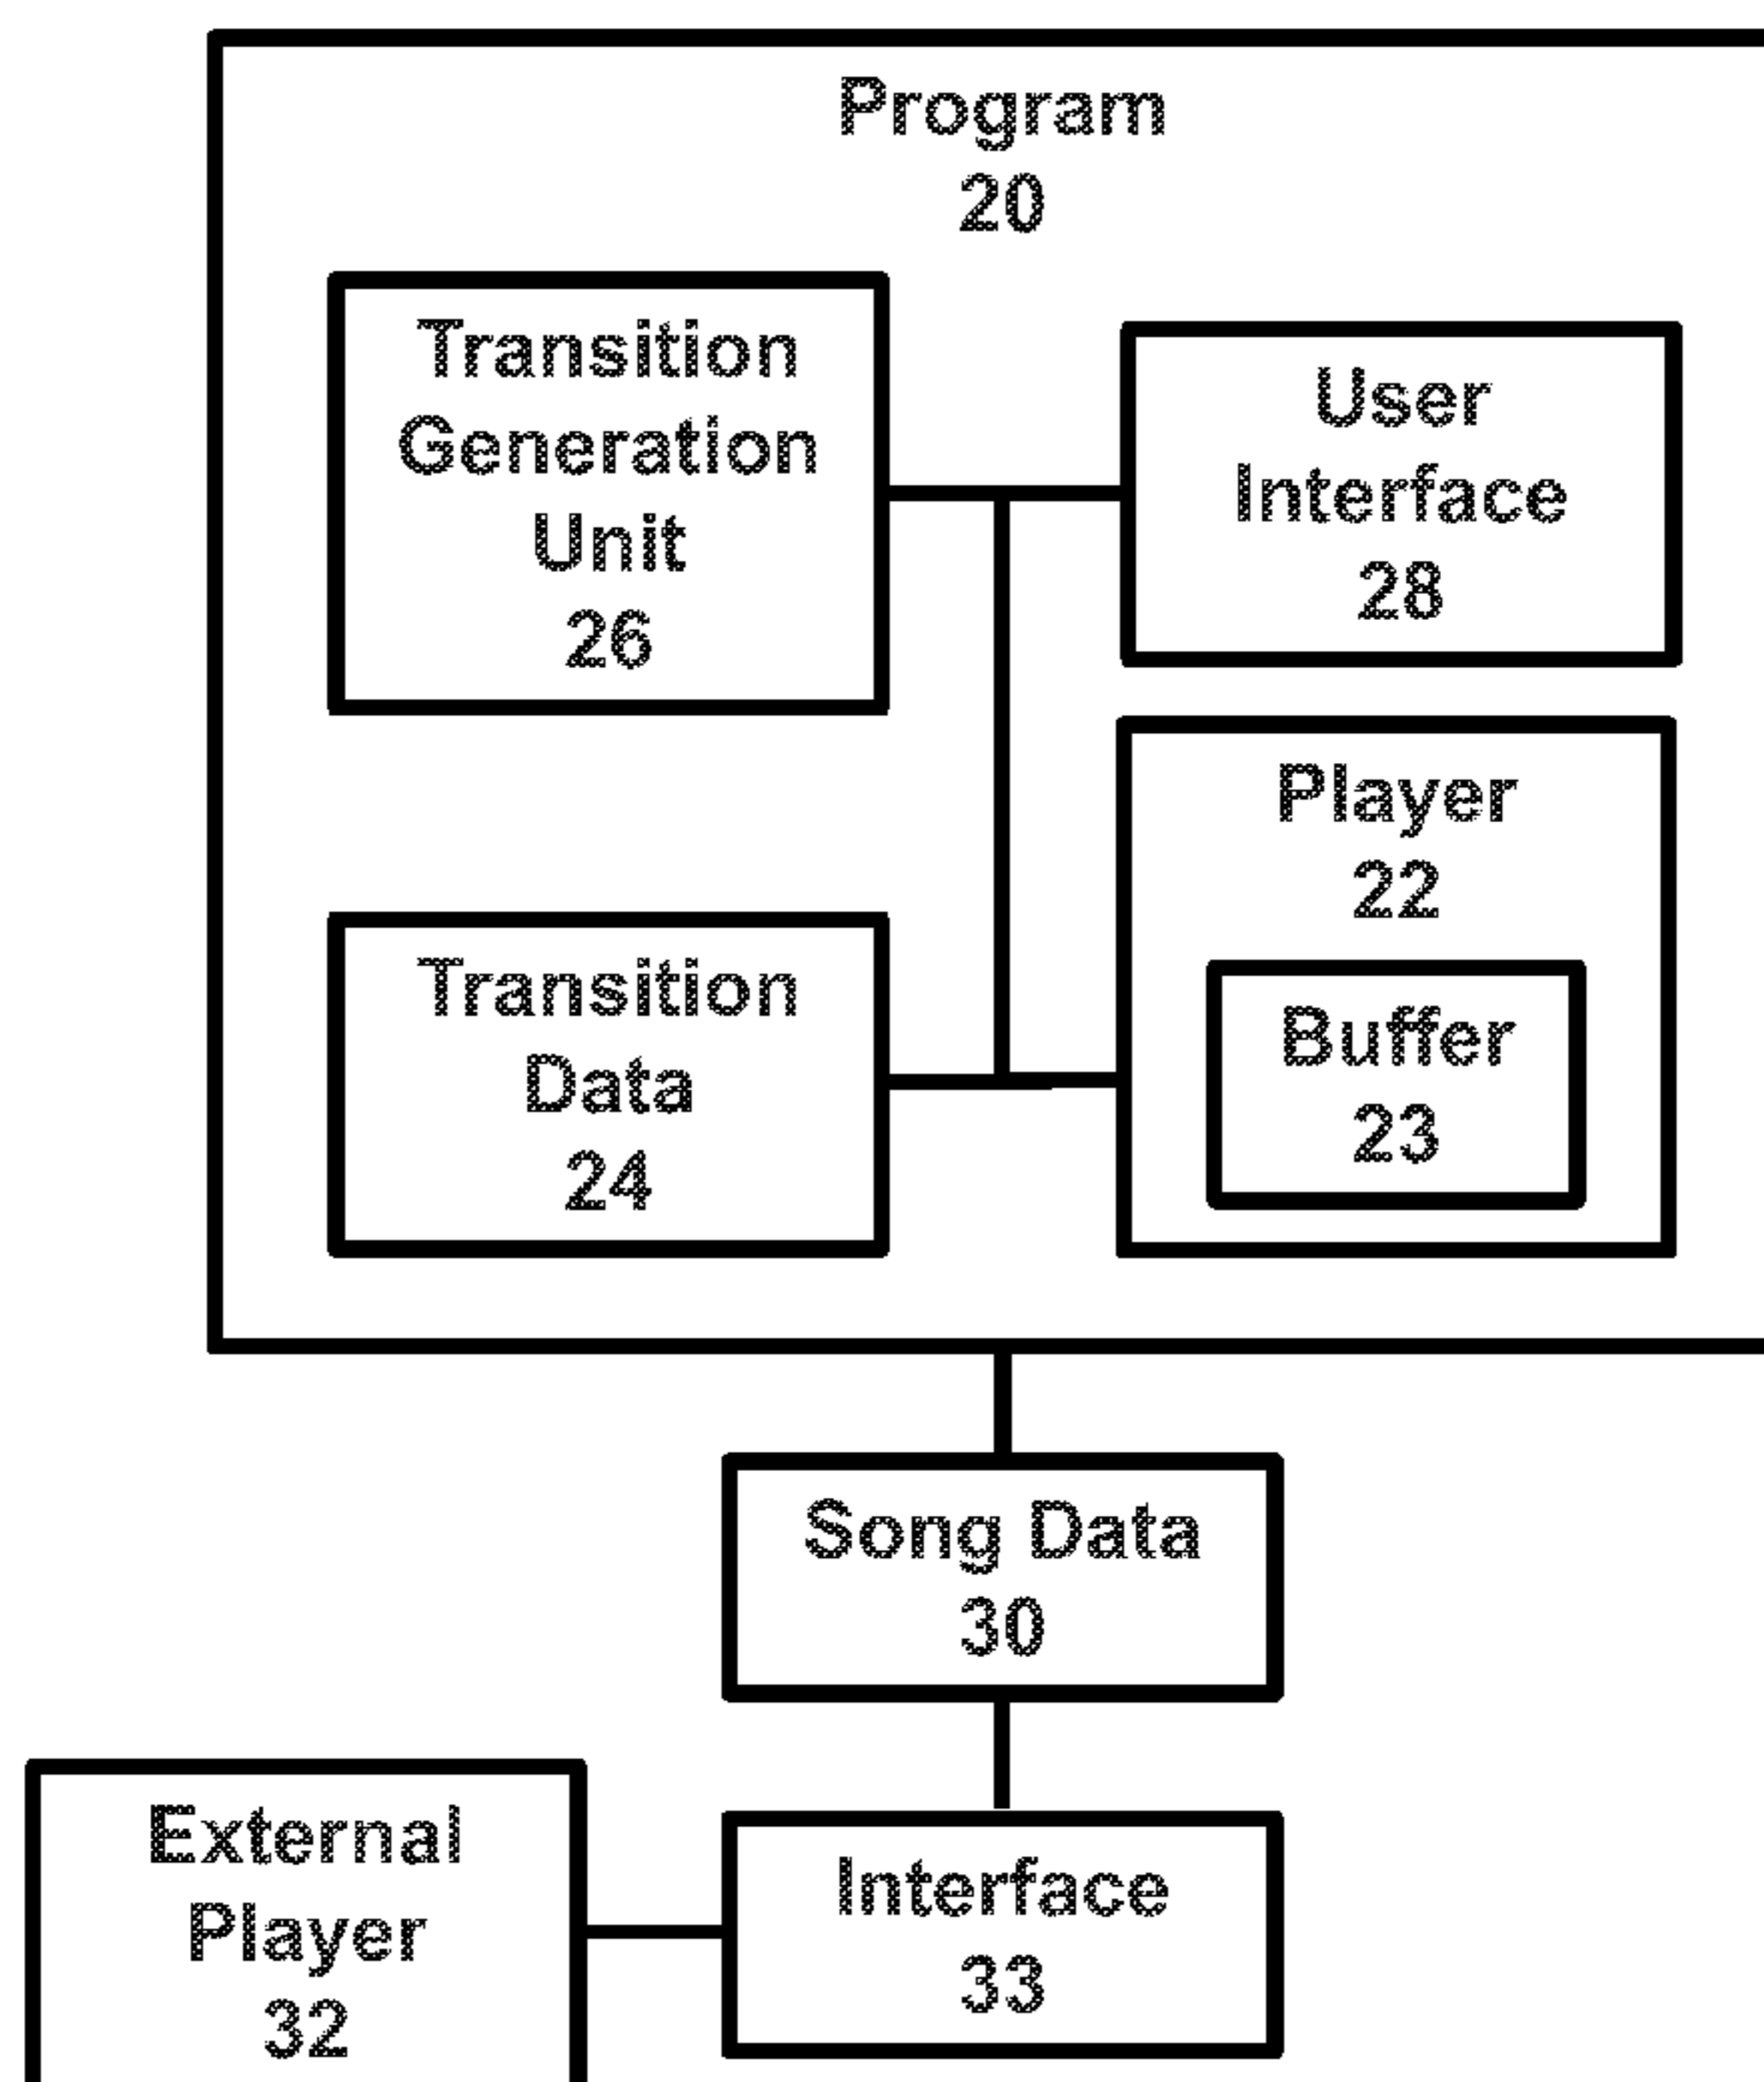 Program
20
Transition
Generation
Unit
26
User
Interface
28
Player
22
Buffer
23
Transition
Data
24
Song Data
30
External
Player
32
Interface
33